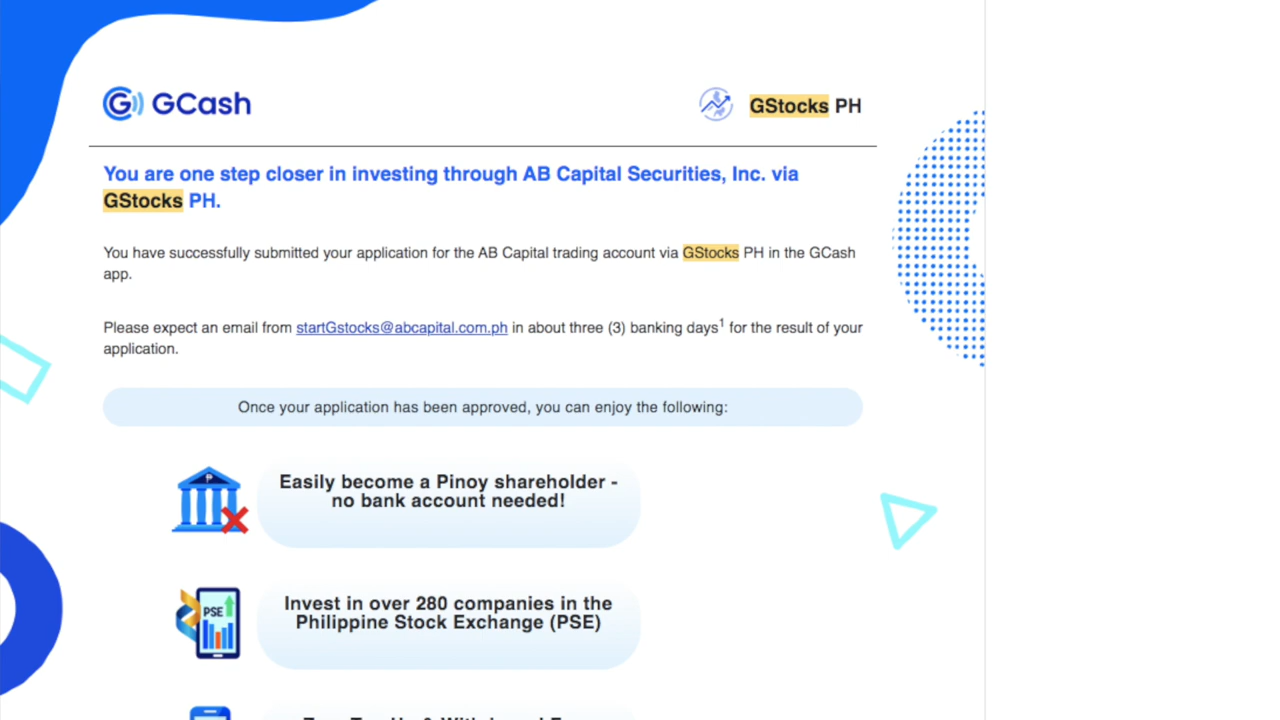 GCash
GStocks PH
You are one step closer in investing through AB Capital Securities, Inc. via
GStocks PH.
You have successfully submitted your application for the AB Capital trading account via GStocks PH in the GCash
app.
Please expect an email from startGstocks@abcapital.com.ph in about three (3) banking days¹ for the result of your
application.
Once your application has been approved, you can enjoy the following:
Easily become a Pinoy shareholder -
no bank account needed!
PSE
Invest in over 280 companies in the
Philippine Stock Exchange (PSE)